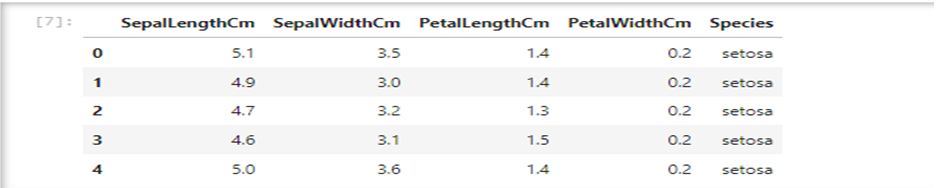 [7]: SepalLengthCm SepalWidthCm PetalLengthCm PetalWidthCm Species
0 5.1 3.5 1.4 0.2 setosa
1 4.9 3.0 1.4 0.2 setosa
2 4.7 3.2 1.3 0.2 setosa
3 4.6 3.1 1.5 0.2 setosa
4 5.0 3.6 1.4 0.2 setosa